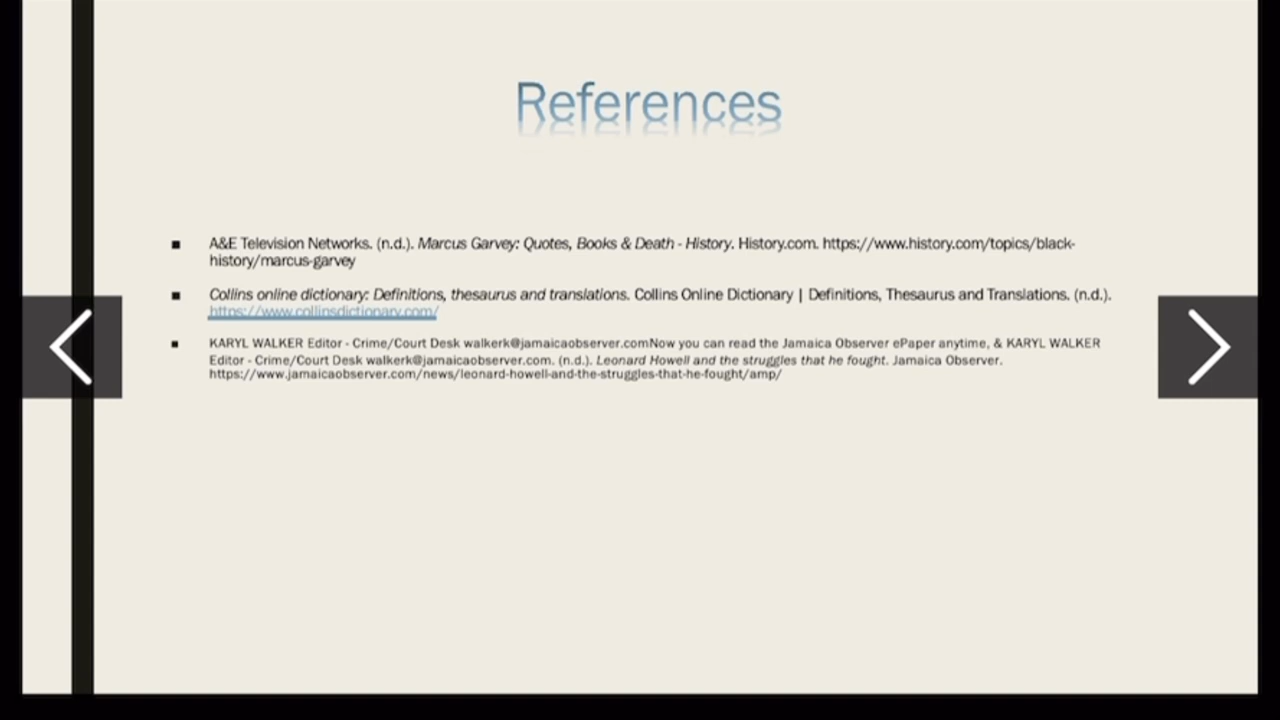 References
■ A&E Television Networks. (n.d.). Marcus Garvey: Quotes, Books & Death - History. History.com. https://www.history.com/topics/black-
history/marcus-garvey
■ Collins online dictionary: Definitions, thesaurus and translations. Collins Online Dictionary | Definitions, Thesaurus and Translations. (n.d.).
https://www.collinsdictionary.com/
■ KARYL WALKER Editor - Crime/Court Desk walkerk@jamaicaobserver.comNow you can read the Jamaica Observer ePaper anytime, & KARYL WALKER
Editor - Crime/Court Desk walkerk@jamaicaobserver.com. (n.d.). Leonard Howell and the struggles that he fought. Jamaica Observer.
https://www.jamaicaobserver.com/news/leonard-howell-and-the-struggles-that-he-fought/amp/